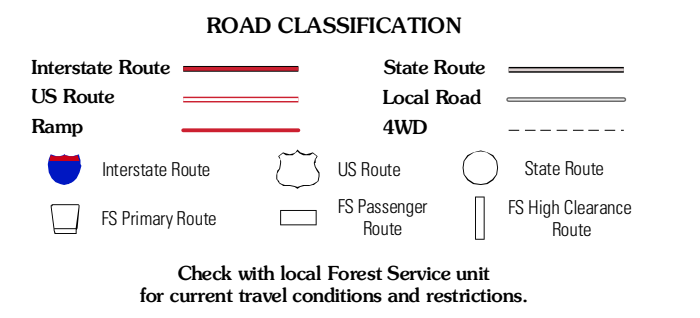 ROAD CLASSIFICATION
Interstate Route
State Route
US Route
Local Road
Ramp
4WD
Interstate Route
US Route
State Route
FS Primary Route
FS Passenger
Route
FS High Clearance
Route
Check with local Forest Service unit
for current travel conditions and restrictions.